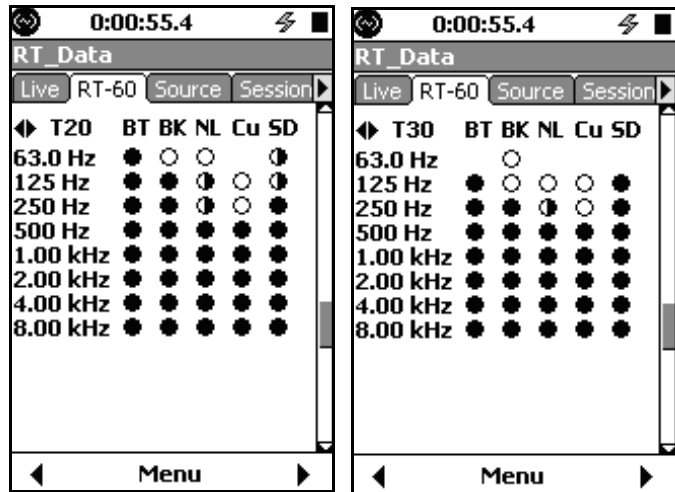 0:00:55.4
RT_Data
Live RT-60 Source Session
T20 BT BK NL Cu SD
63.0 Hz
125 Hz
250 Hz
500 Hz
1.00 kHz
2.00 kHz
4.00 kHz
8.00 kHz
Menu
0:00:55.4
RT_Data
Live RT-60 Source Session
T30 BT BK NL Cu SD
63.0 Hz
125 Hz
250 Hz
500 Hz
1.00 kHz
2.00 kHz
4.00 kHz
8.00 kHz
Menu